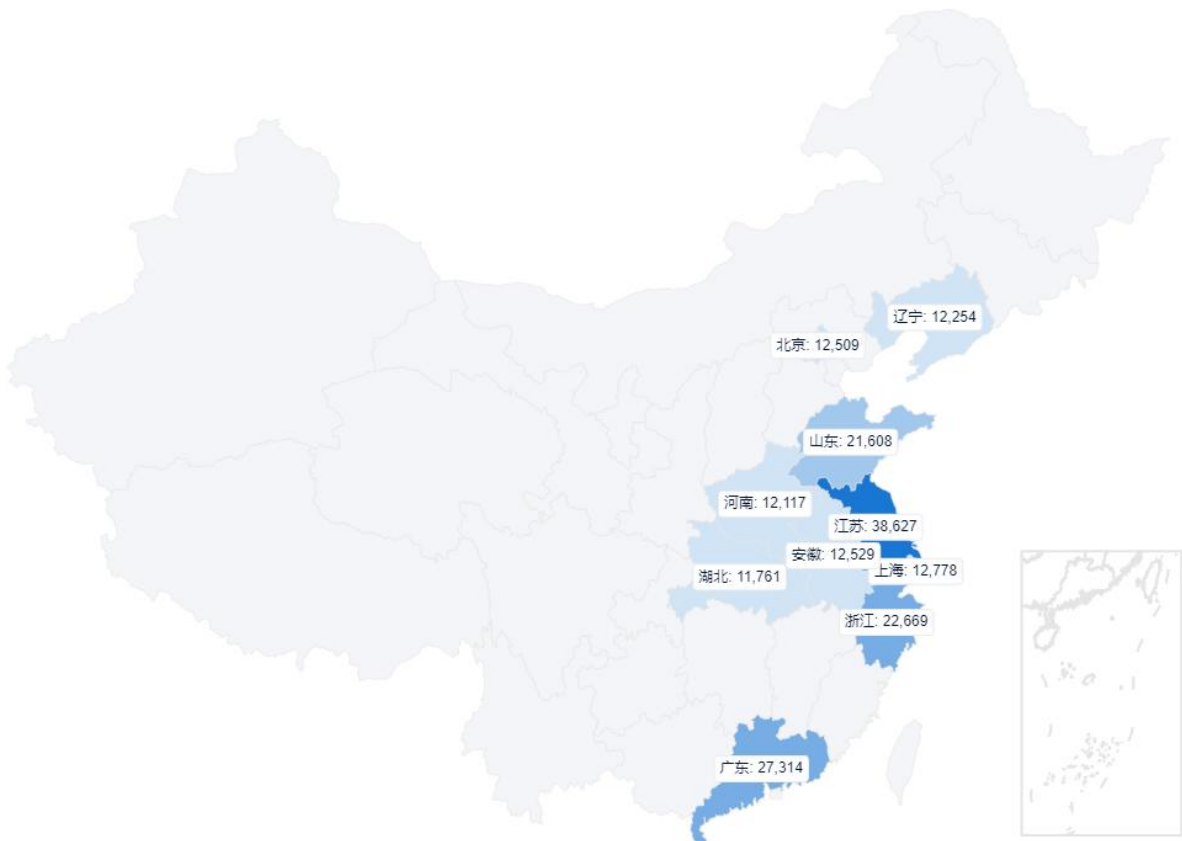 辽宁: 12,254
北京: 12,509
山东: 21,608
河南: 12,117
江苏: 38,627
安徽: 12,529
上海: 12,778
湖北: 11,761
浙江: 22,669
广东: 27,314